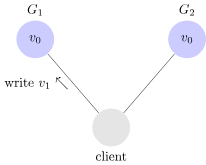 G₁ G₂
v₀ v₀
write v₁
client